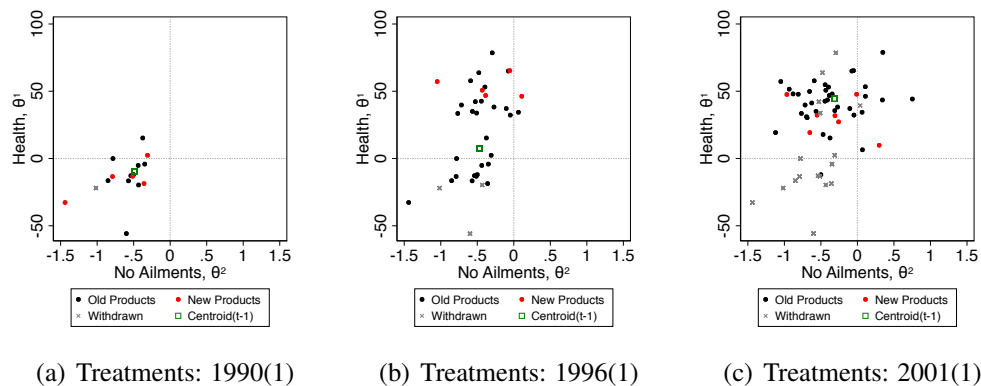 100
50
0
-50
Health, θ¹
-1.5 -1 -.5 0 .5 1 1.5
No Ailments, θ²
Old Products New Products
Withdrawn Centroid(t-1)
(a) Treatments: 1990(1)
100
50
0
-50
Health, θ¹
-1.5 -1 -.5 0 .5 1 1.5
No Ailments, θ²
Old Products New Products
Withdrawn Centroid(t-1)
(b) Treatments: 1996(1)
100
50
0
-50
Health, θ¹
-1.5 -1 -.5 0 .5 1 1.5
No Ailments, θ²
Old Products New Products
Withdrawn Centroid(t-1)
(c) Treatments: 2001(1)